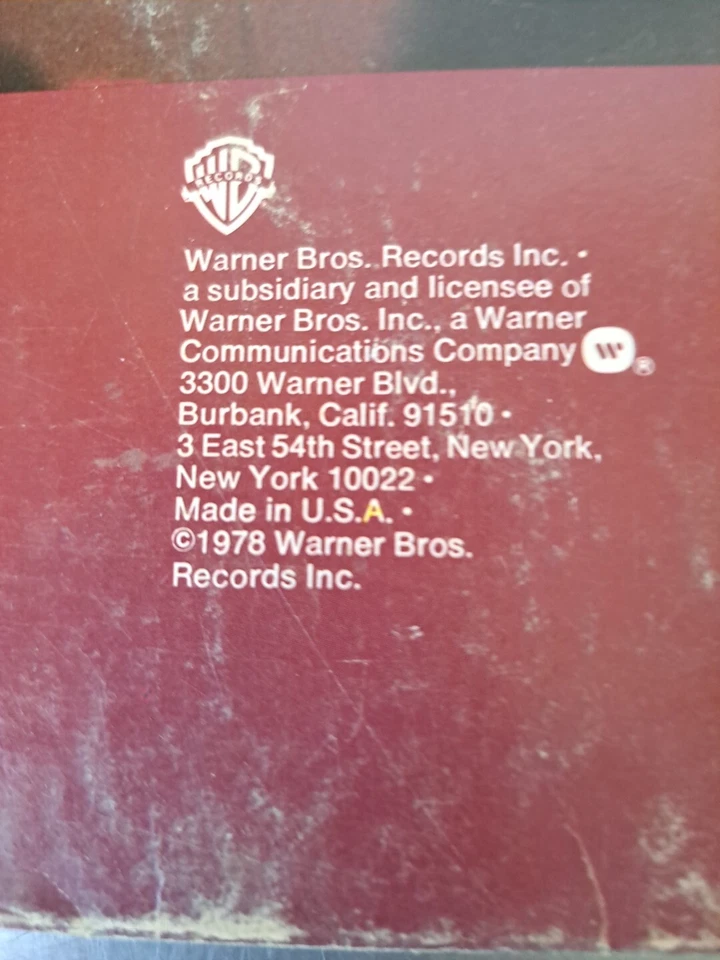 RECORDS
Warner Bros. Records Inc. •
a subsidiary and licensee of
Warner Bros. Inc., a Warner
Communications Company W ®
3300 Warner Blvd.,
Burbank, Calif. 91510 •
3 East 54th Street, New York,
New York 10022 •
Made in U.S.A. •
©1978 Warner Bros.
Records Inc.